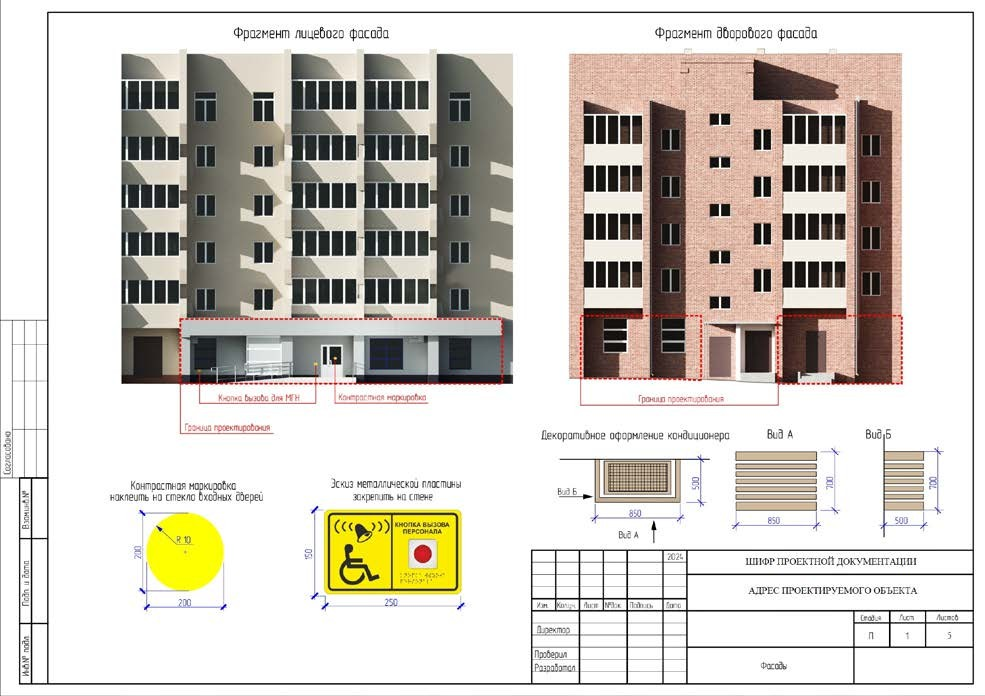 Фрагмент лицевого фасада
Фрагмент дворового фасада
Кнопка вызова для МГН
Контрастная маркировка
Граница проектирования
Граница проектирования
Декоративное оформление кондиционера
Вид А
Вид Б
Вид Б
850
500
Вид А
850
700
500
700
Контрастная маркировка
наклеить на стекло входных дверей
R 10
200
200
Эскиз металлической пластины
закрепить на стене
КНОПКА ВЫЗОВА
ПЕРСОНАЛА
150
250
Согласовано
Взам.инв.№
Подп. и дата
Инв.№ подл.
2024
Изм. Колич. Лист №док. Подпись Дата
Директор
Проверил
Разработал
ШИФР ПРОЕКТНОЙ ДОКУМЕНТАЦИИ
АДРЕС ПРОЕКТИРУЕМОГО ОБЪЕКТА
Стадия Лист Листов
П 1 5
Фасады